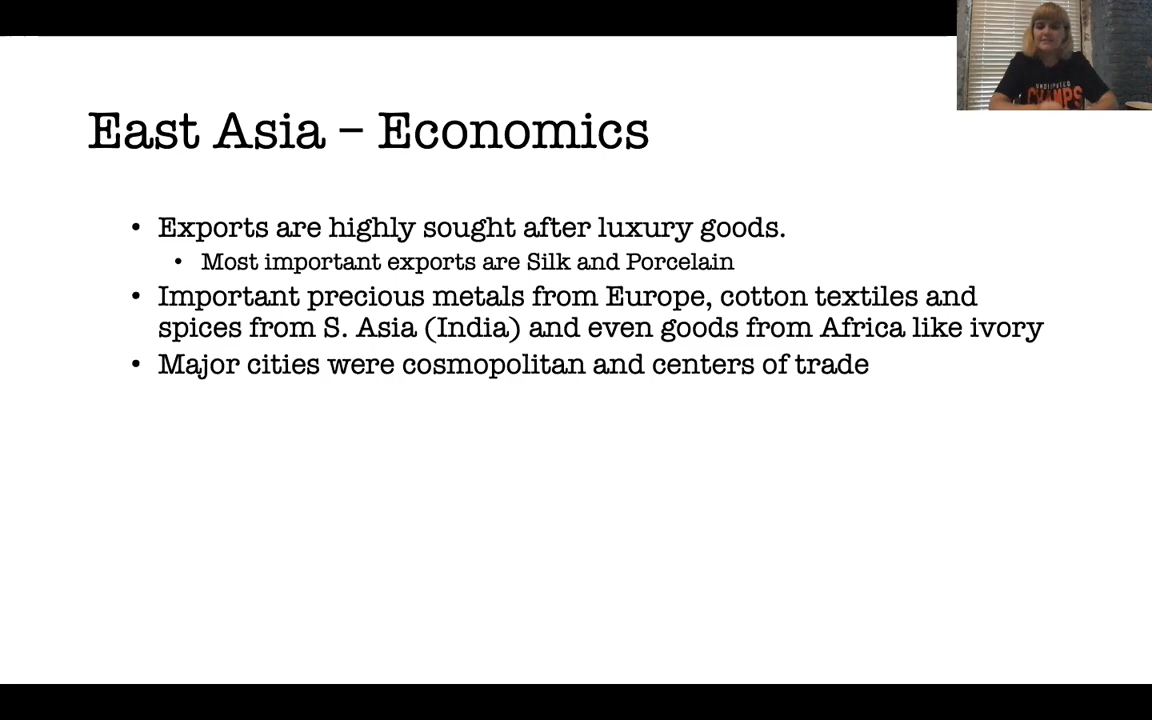 UNDISPUTED
CHAMPS
East Asia – Economics
• Exports are highly sought after luxury goods.
• Most important exports are Silk and Porcelain
• Important precious metals from Europe, cotton textiles and
spices from S. Asia (India) and even goods from Africa like ivory
• Major cities were cosmopolitan and centers of trade